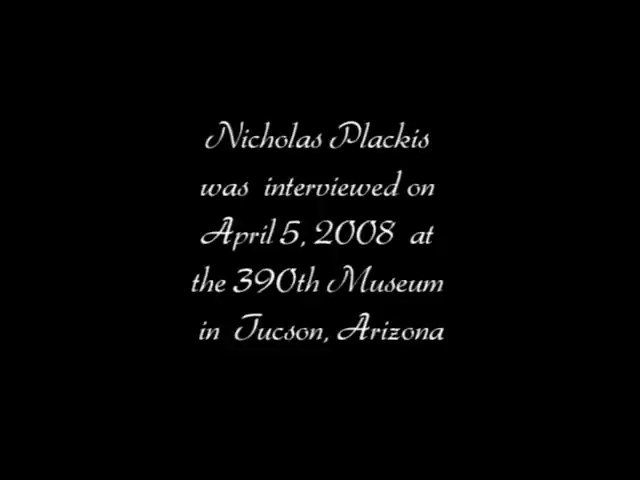 Nicholas Plackis
was interviewed on
April 5, 2008 at
the 390th Museum
in Tucson, Arizona